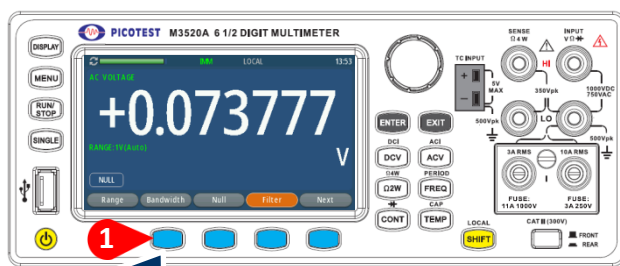 PICOTEST M3520A 6 1/2 DIGIT MULTIMETER
DISPLAY
MENU
RUN/
STOP
SINGLE
IMM LOCAL 13:53
AC VOLTAGE
+0.073777
V
RANGE:1V(Auto)
NULL
Range Bandwidth Null Filter Next
1
ENTER EXIT
DCI ACI
DCV ACV
Ω4W PERIOD
Ω2W FREQ
CAP
CONT TEMP
LOCAL
SHIFT
TC INPUT
+
−
5V
MAX
SENSE
Ω 4 W
INPUT
V Ω
HI
350Vpk
1000VDC
750VAC
LO
500Vpk
500Vpk
3A RMS 10A RMS
I
FUSE:
11A 1000V
FUSE:
3A 250V
CAT II (300V)
FRONT
REAR